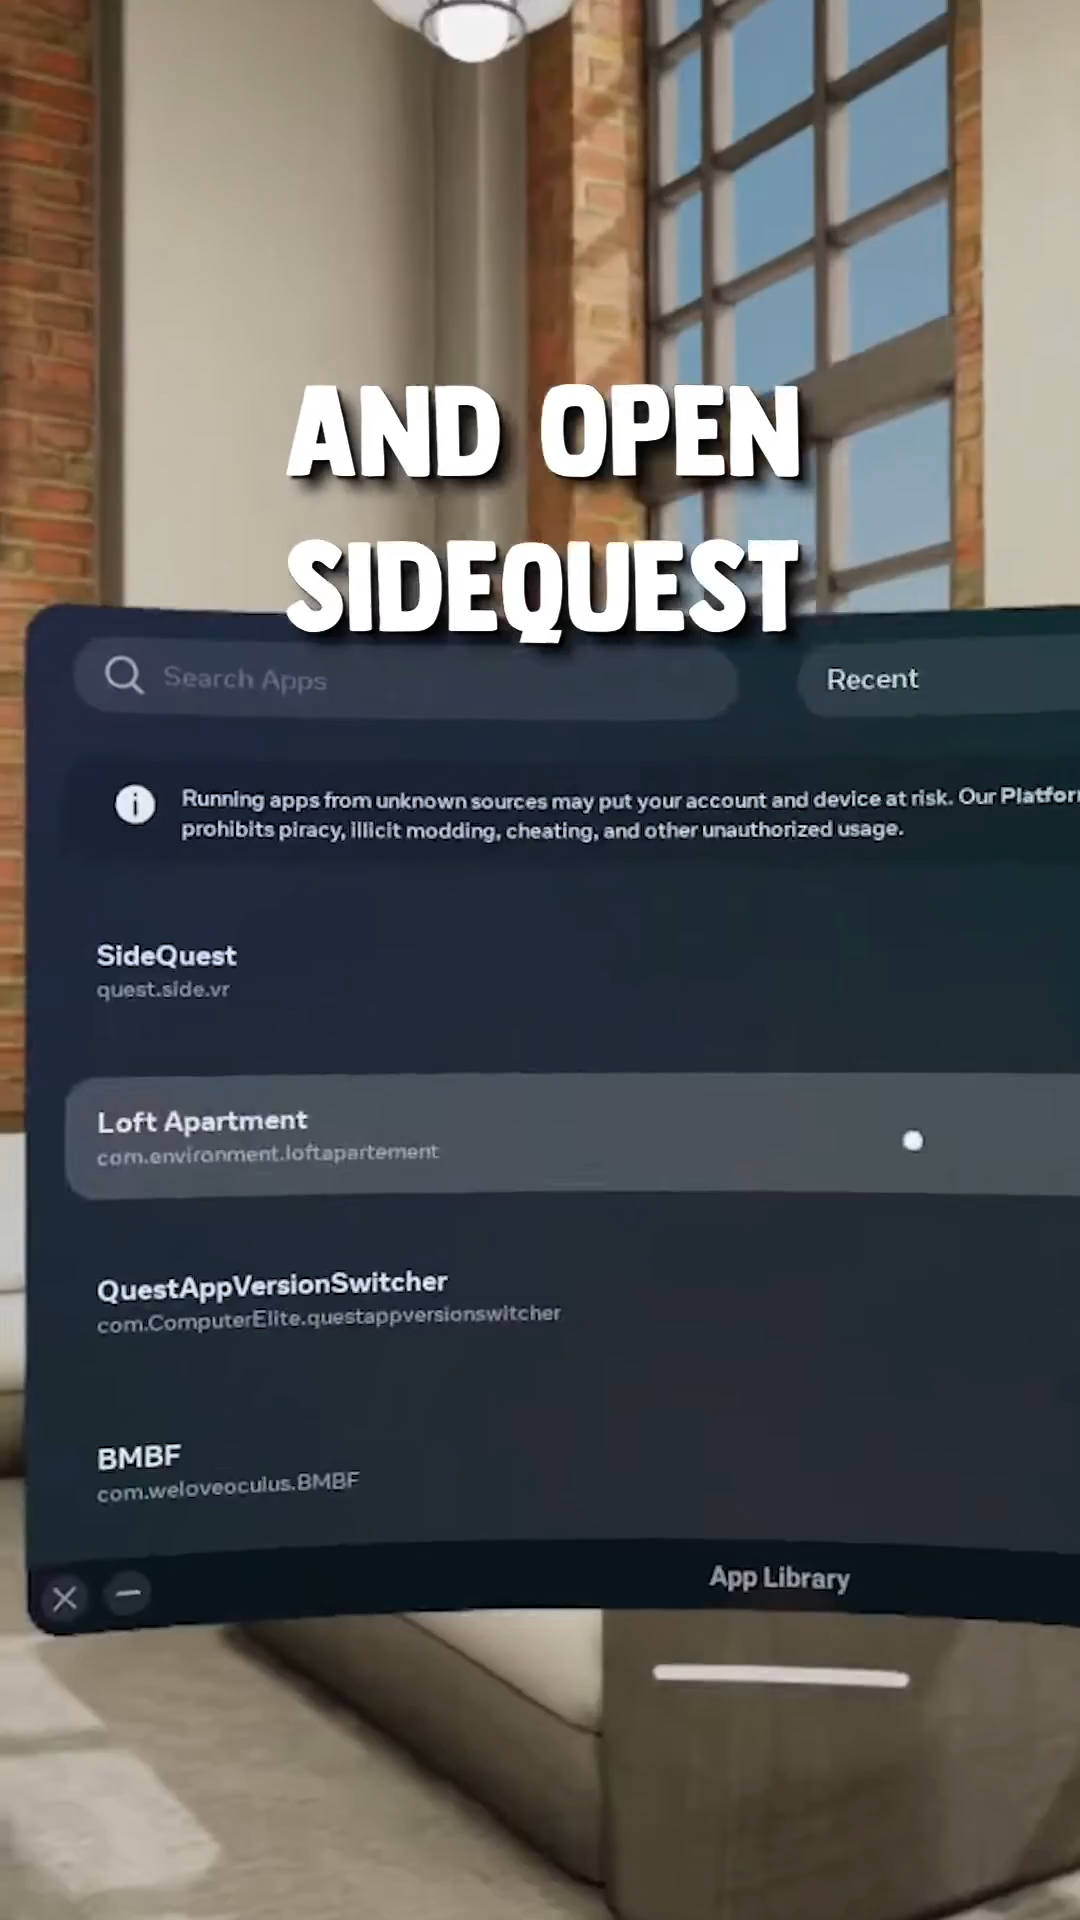 AND OPEN
SIDEQUEST
Search Apps
Recent
Running apps from unknown sources may put your account and device at risk. Our Platfor
prohibits piracy, illicit modding, cheating, and other unauthorized usage.
SideQuest
quest.side.vr
Loft Apartment
com.environment.loftapartement
QuestAppVersionSwitcher
com.ComputerElite.questappversionswitcher
BMBF
com.weloveoculus.BMBF
App Library